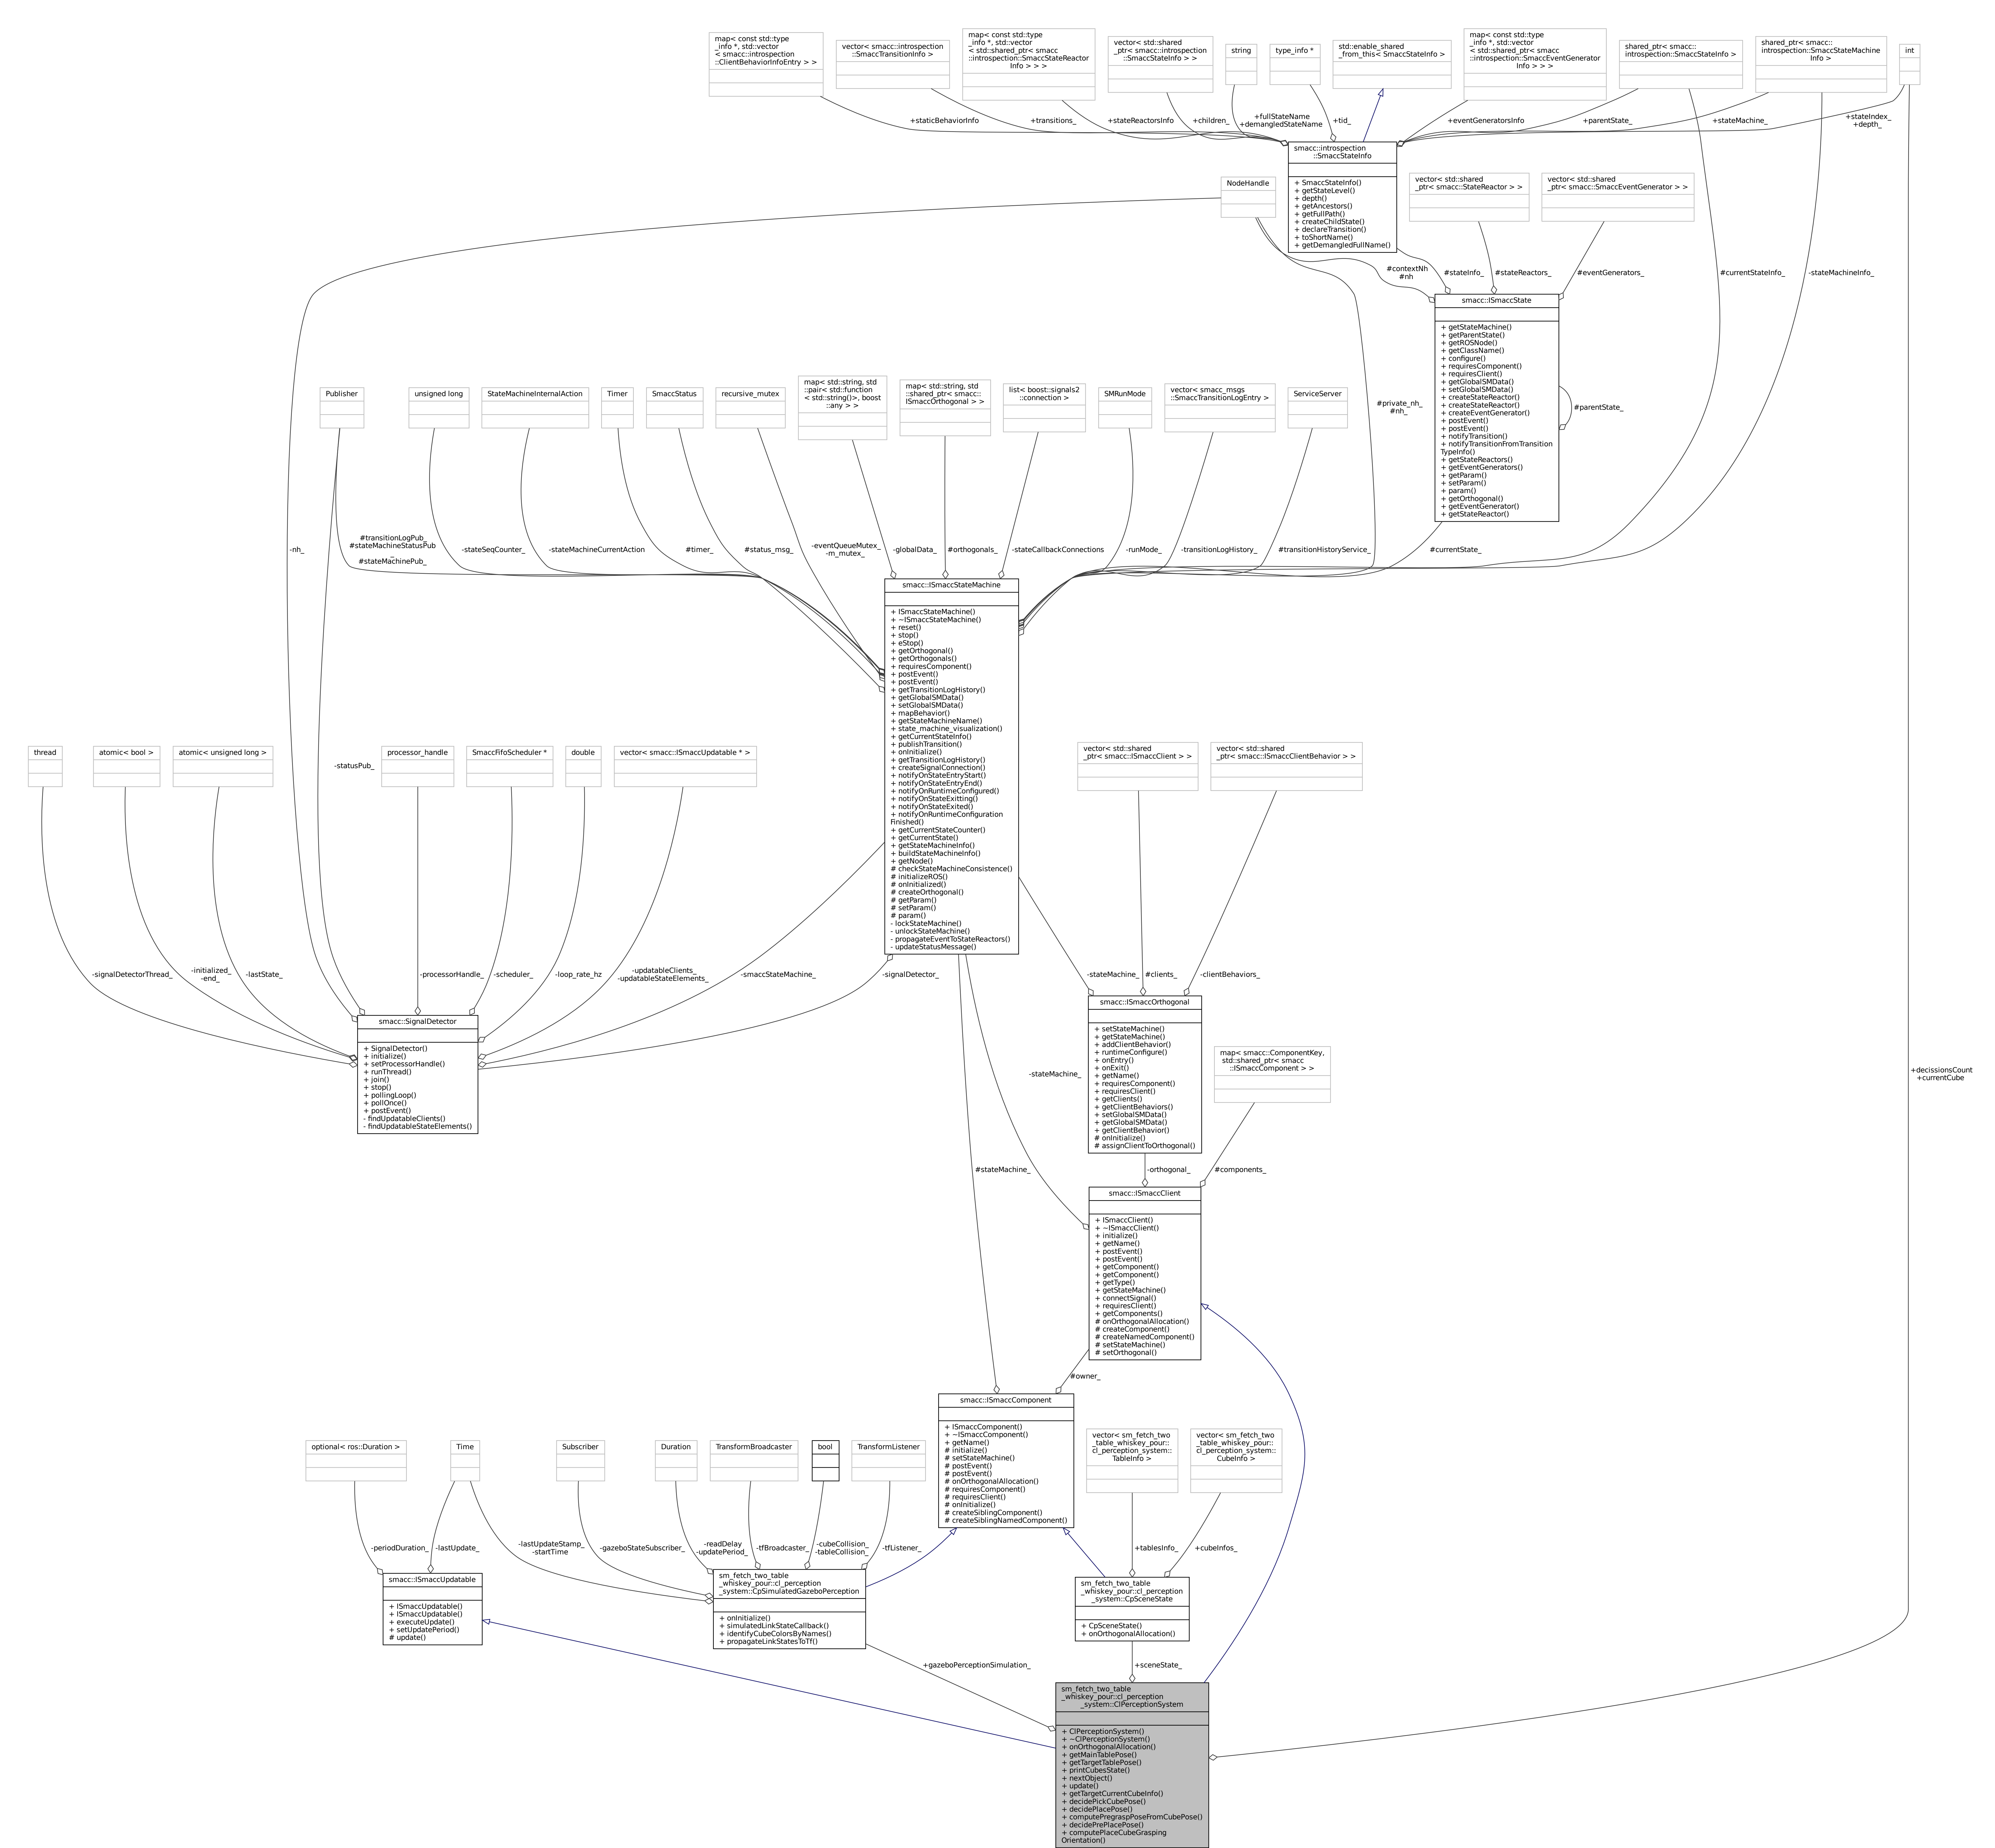 map< const std::type
_info *, std::vector
< smacc::introspection
::ClientBehaviorInfoEntry > >
vector< smacc::introspection
::SmaccTransitionInfo >
map< const std::type
_info *, std::vector
< std::shared_ptr< smacc
::introspection::SmaccStateReactor
Info > > >
vector< std::shared
_ptr< smacc::introspection
::SmaccStateInfo > >
string
type_info *
std::enable_shared
_from_this< SmaccStateInfo >
map< const std::type
_info *, std::vector
< std::shared_ptr< smacc
::introspection::SmaccEventGenerator
Info > > >
shared_ptr< smacc::
introspection::SmaccStateInfo >
shared_ptr< smacc::
introspection::SmaccStateMachine
Info >
int
+staticBehaviorInfo
+transitions_
+stateReactorsInfo
+children_
+fullStateName
+demangledStateName
+tid_
+eventGeneratorsInfo
+parentState_
+stateMachine_
+stateIndex_
+depth_
smacc::introspection
::SmaccStateInfo
+ SmaccStateInfo()
+ getStateLevel()
+ depth()
+ getAncestors()
+ getFullPath()
+ createChildState()
+ declareTransition()
+ toShortName()
+ getDemangledFullName()
NodeHandle
vector< std::shared
_ptr< smacc::StateReactor > >
vector< std::shared
_ptr< smacc::SmaccEventGenerator > >
#contextNh
#nh
#stateInfo_
#stateReactors_
#eventGenerators_
#currentStateInfo_
-stateMachineInfo_
smacc::ISmaccState
+ getStateMachine()
+ getParentState()
+ getROSNode()
+ getClassName()
+ configure()
+ requiresComponent()
+ requiresClient()
+ getGlobalSMData()
+ setGlobalSMData()
+ createStateReactor()
+ createStateReactor()
+ createEventGenerator()
+ postEvent()
+ postEvent()
+ notifyTransition()
+ notifyTransitionFromTransition
TypeInfo()
+ getStateReactors()
+ getEventGenerators()
+ getParam()
+ setParam()
+ param()
+ getOrthogonal()
+ getEventGenerator()
+ getStateReactor()
#parentState_
Publisher
unsigned long
StateMachineInternalAction
Timer
SmaccStatus
recursive_mutex
map< std::string, std
::pair< std::function
< std::string()>, boost
::any > >
map< std::string, std
::shared_ptr< smacc::
ISmaccOrthogonal > >
list< boost::signals2
::connection >
SMRunMode
vector< smacc_msgs
::SmaccTransitionLogEntry >
ServiceServer
#private_nh_
#nh_
-nh_
#transitionLogPub_
#stateMachineStatusPub
_
#stateMachinePub_
-stateSeqCounter_
-stateMachineCurrentAction
#timer_
#status_msg_
-eventQueueMutex_
-m_mutex_
-globalData_
#orthogonals_
-stateCallbackConnections
-runMode_
-transitionLogHistory_
#transitionHistoryService_
#currentState_
smacc::ISmaccStateMachine
+ ISmaccStateMachine()
+ ~ISmaccStateMachine()
+ reset()
+ stop()
+ eStop()
+ getOrthogonal()
+ getOrthogonals()
+ requiresComponent()
+ postEvent()
+ postEvent()
+ getTransitionLogHistory()
+ getGlobalSMData()
+ setGlobalSMData()
+ mapBehavior()
+ getStateMachineName()
+ state_machine_visualization()
+ getCurrentStateInfo()
+ publishTransition()
+ onInitialize()
+ getTransitionLogHistory()
+ createSignalConnection()
+ notifyOnStateEntryStart()
+ notifyOnStateEntryEnd()
+ notifyOnRuntimeConfigured()
+ notifyOnStateExitting()
+ notifyOnStateExited()
+ notifyOnRuntimeConfiguration
Finished()
+ getCurrentStateCounter()
+ getCurrentState()
+ getStateMachineInfo()
+ buildStateMachineInfo()
+ getNode()
# checkStateMachineConsistence()
# initializeROS()
# onInitialized()
# createOrthogonal()
# getParam()
# setParam()
# param()
- lockStateMachine()
- unlockStateMachine()
- propagateEventToStateReactors()
- updateStatusMessage()
thread
atomic< bool >
atomic< unsigned long >
processor_handle
SmaccFifoScheduler *
double
vector< smacc::ISmaccUpdatable * >
-statusPub_
vector< std::shared
_ptr< smacc::ISmaccClient > >
vector< std::shared
_ptr< smacc::ISmaccClientBehavior > >
-signalDetectorThread_
-initialized_
-end_
-lastState_
-processorHandle_
-scheduler_
-loop_rate_hz
-updatableClients_
-updatableStateElements_
-smaccStateMachine_
-signalDetector_
-stateMachine_
#clients_
-clientBehaviors_
smacc::SignalDetector
+ SignalDetector()
+ initialize()
+ setProcessorHandle()
+ runThread()
+ join()
+ stop()
+ pollingLoop()
+ pollOnce()
+ postEvent()
- findUpdatableClients()
- findUpdatableStateElements()
smacc::ISmaccOrthogonal
+ setStateMachine()
+ getStateMachine()
+ addClientBehavior()
+ runtimeConfigure()
+ onEntry()
+ onExit()
+ getName()
+ requiresComponent()
+ requiresClient()
+ getClients()
+ getClientBehaviors()
+ setGlobalSMData()
+ getGlobalSMData()
+ getClientBehavior()
# onInitialize()
# assignClientToOrthogonal()
map< smacc::ComponentKey,
std::shared_ptr< smacc
::ISmaccComponent > >
-stateMachine_
+decissionsCount
+currentCube
#stateMachine_
-orthogonal_
#components_
smacc::ISmaccClient
+ ISmaccClient()
+ ~ISmaccClient()
+ initialize()
+ getName()
+ postEvent()
+ postEvent()
+ getComponent()
+ getComponent()
+ getType()
+ getStateMachine()
+ connectSignal()
+ requiresClient()
+ getComponents()
# onOrthogonalAllocation()
# createComponent()
# createNamedComponent()
# setStateMachine()
# setOrthogonal()
#owner_
smacc::ISmaccComponent
+ ISmaccComponent()
+ ~ISmaccComponent()
+ getName()
# initialize()
# setStateMachine()
# postEvent()
# postEvent()
# onOrthogonalAllocation()
# requiresComponent()
# requiresClient()
# onInitialize()
# createSiblingComponent()
# createSiblingNamedComponent()
optional< ros::Duration >
Time
Subscriber
Duration
TransformBroadcaster
bool
TransformListener
vector< sm_fetch_two
_table_whiskey_pour::
cl_perception_system::
TableInfo >
vector< sm_fetch_two
_table_whiskey_pour::
cl_perception_system::
CubeInfo >
-periodDuration_
-lastUpdate_
-lastUpdateStamp_
-startTime
-gazeboStateSubscriber_
-readDelay
-updatePeriod_
-tfBroadcaster_
-cubeCollision_
-tableCollision_
-tfListener_
+tablesInfo_
+cubeInfos_
smacc::ISmaccUpdatable
+ ISmaccUpdatable()
+ ISmaccUpdatable()
+ executeUpdate()
+ setUpdatePeriod()
# update()
sm_fetch_two_table
_whiskey_pour::cl_perception
_system::CpSimulatedGazeboPerception
+ onInitialize()
+ simulatedLinkStateCallback()
+ identifyCubeColorsByNames()
+ propagateLinkStatesToTf()
sm_fetch_two_table
_whiskey_pour::cl_perception
_system::CpSceneState
+ CpSceneState()
+ onOrthogonalAllocation()
+gazeboPerceptionSimulation_
+sceneState_
sm_fetch_two_table
_whiskey_pour::cl_perception
_system::ClPerceptionSystem
+ ClPerceptionSystem()
+ ~ClPerceptionSystem()
+ onOrthogonalAllocation()
+ getMainTablePose()
+ getTargetTablePose()
+ printCubesState()
+ nextObject()
+ update()
+ getTargetCurrentCubeInfo()
+ decidePickCubePose()
+ decidePlacePose()
+ computePregraspPoseFromCubePose()
+ decidePrePlacePose()
+ computePlaceCubeGrasping
Orientation()